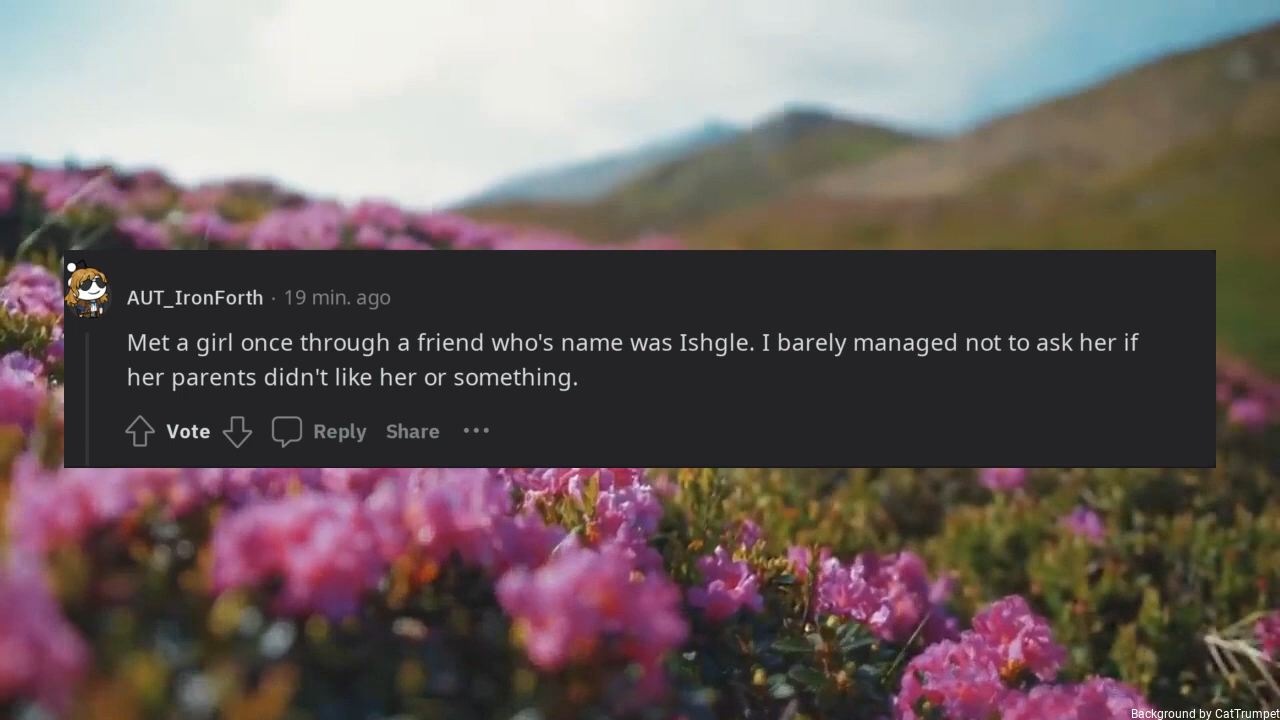 AUT_IronForth · 19 min. ago
Met a girl once through a friend who's name was Ishgle. I barely managed not to ask her if
her parents didn't like her or something.
Vote Reply Share ···
Background by CatTrumpet